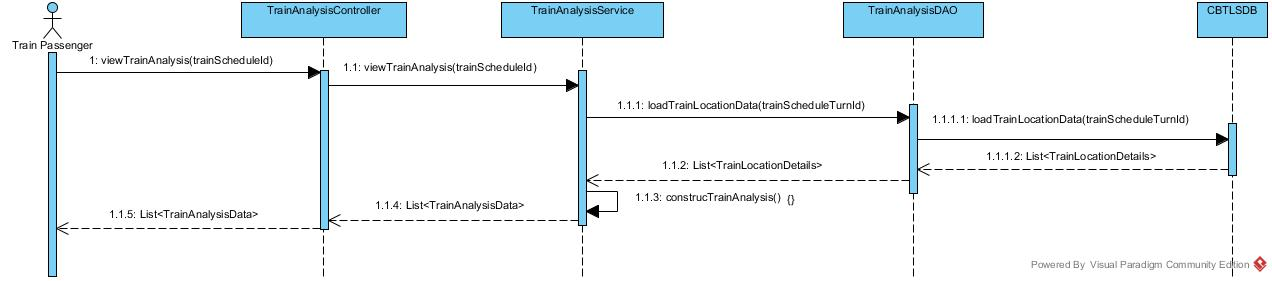 TrainAnalysisController
TrainAnalysisService
TrainAnalysisDAO
CBTLSDB
Train Passenger
1: viewTrainAnalysis(trainScheduleId)
1.1: viewTrainAnalysis(trainScheduleId)
1.1.1: loadTrainLocationData(trainScheduleTurnId)
1.1.1.1: loadTrainLocationData(trainScheduleTurnId)
1.1.1.2: List<TrainLocationDetails>
1.1.2: List<TrainLocationDetails>
1.1.3: construcTrainAnalysis() {}
1.1.4: List<TrainAnalysisData>
1.1.5: List<TrainAnalysisData>
Powered By Visual Paradigm Community Edition